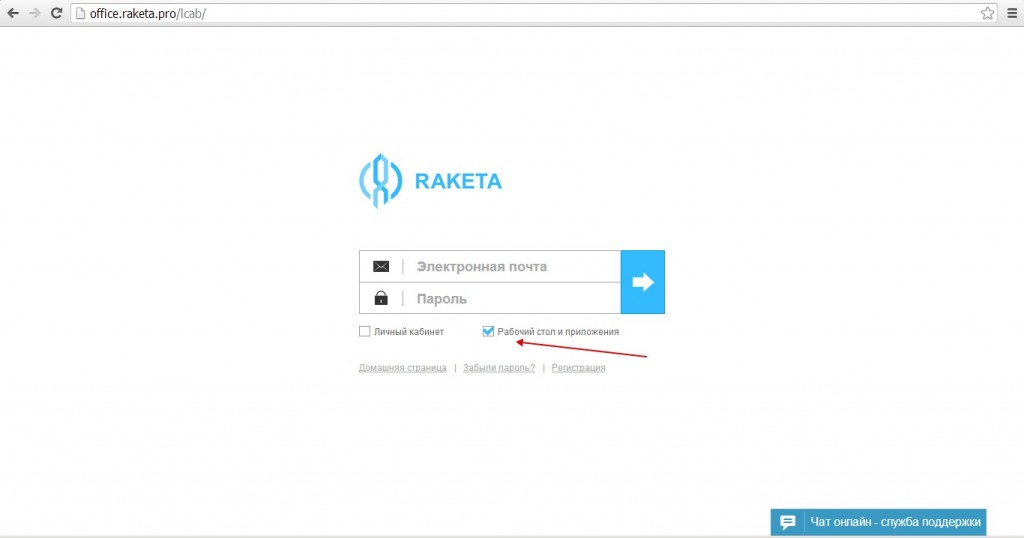 office.raketa.pro/lcab/
RAKETA
Электронная почта
Пароль
Личный кабинет Рабочий стол и приложения
Домашняя страница | Забыли пароль? | Регистрация
Чат онлайн - служба поддержки